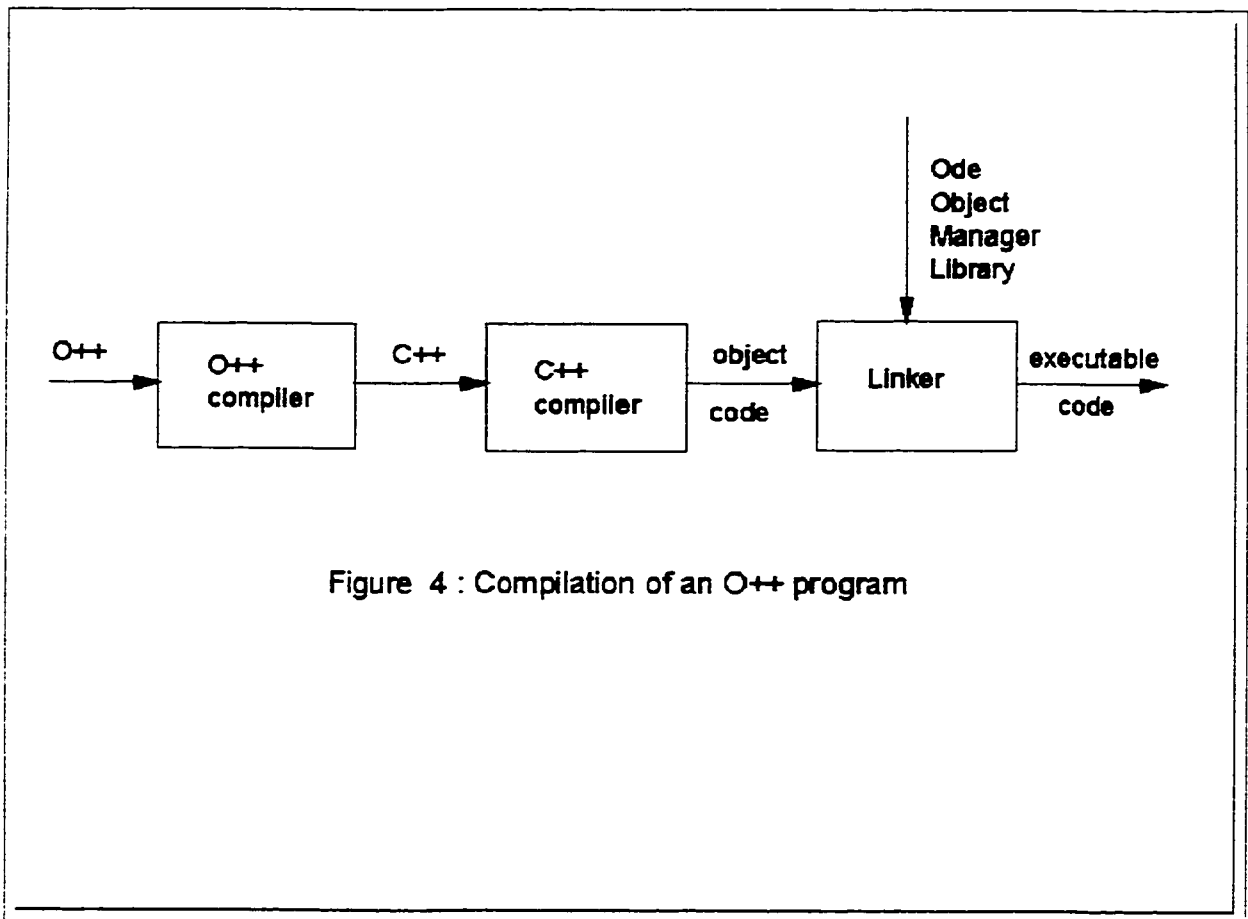 Ode
Object
Manager
Library
O++
O++
compiler
C++
C++
compiler
object
code
Linker
executable
code
Figure 4 : Compilation of an O++ program